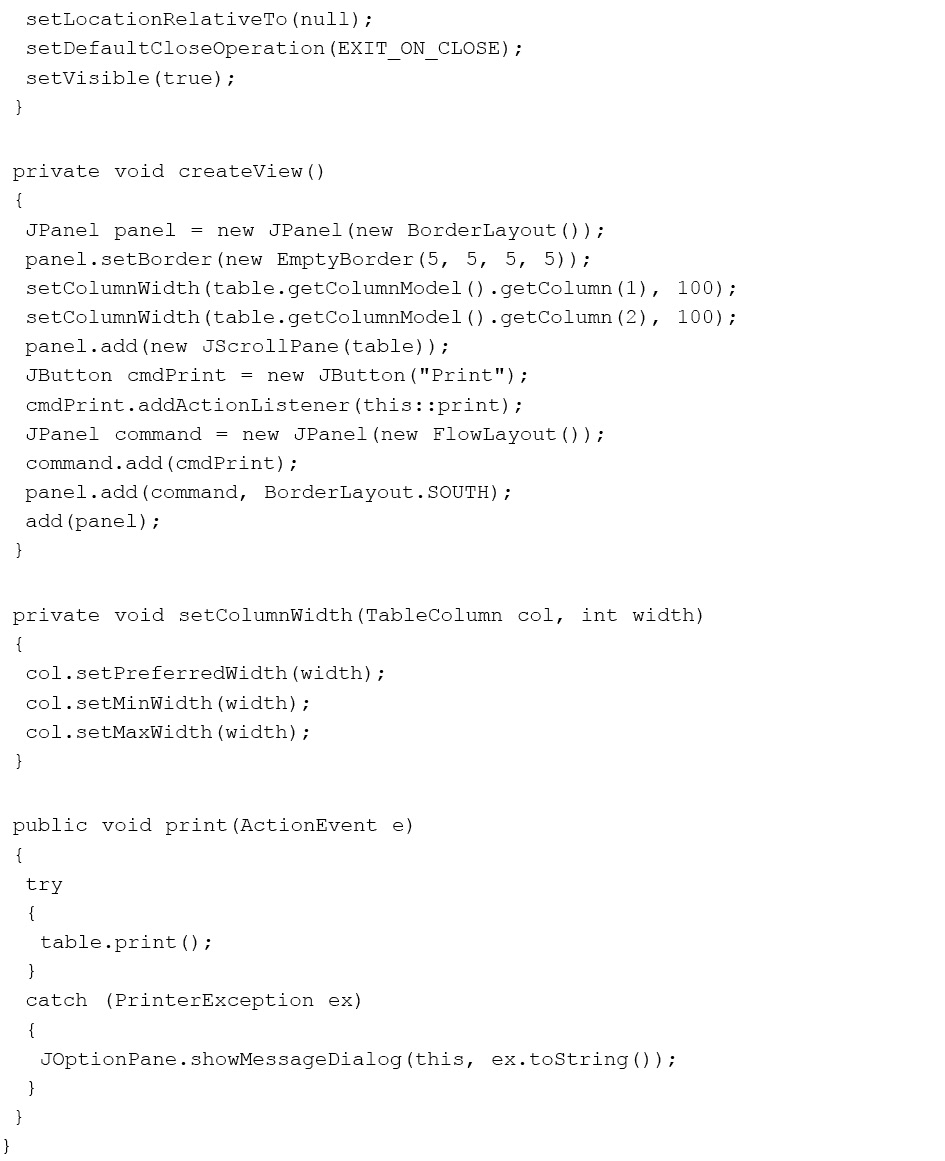 setLocationRelativeTo(null);
setDefaultCloseOperation(EXIT_ON_CLOSE);
setVisible(true);
}
private void createView()
{
JPanel panel = new JPanel(new BorderLayout());
panel.setBorder(new EmptyBorder(5, 5, 5, 5));
setColumnWidth(table.getColumnModel().getColumn(1), 100);
setColumnWidth(table.getColumnModel().getColumn(2), 100);
panel.add(new JScrollPane(table));
JButton cmdPrint = new JButton("Print");
cmdPrint.addActionListener(this::print);
JPanel command = new JPanel(new FlowLayout());
command.add(cmdPrint);
panel.add(command, BorderLayout.SOUTH);
add(panel);
}
private void setColumnWidth(TableColumn col, int width)
{
col.setPreferredWidth(width);
col.setMinWidth(width);
col.setMaxWidth(width);
}
public void print(ActionEvent e)
{
try
{
table.print();
}
catch (PrinterException ex)
{
JOptionPane.showMessageDialog(this, ex.toString());
}
}
}